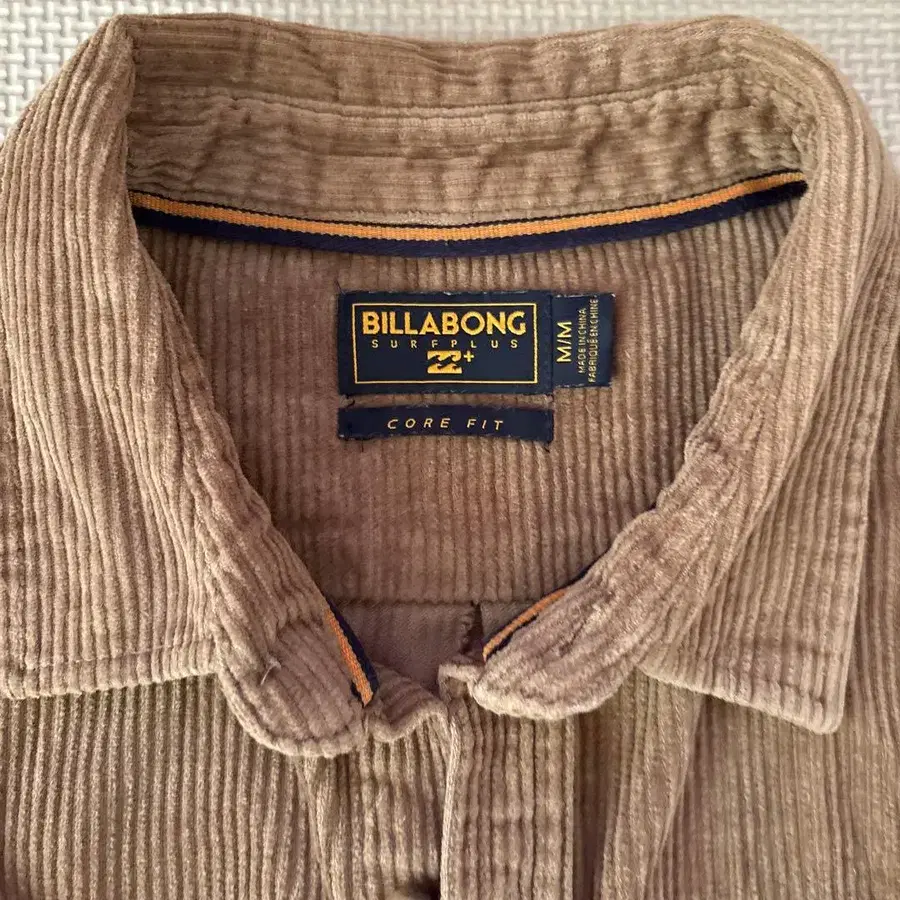 BILLABONG
SURFPLUS
+
CORE FIT
M/M
MADE IN CHINA
FABRIQUÉ EN CHINE